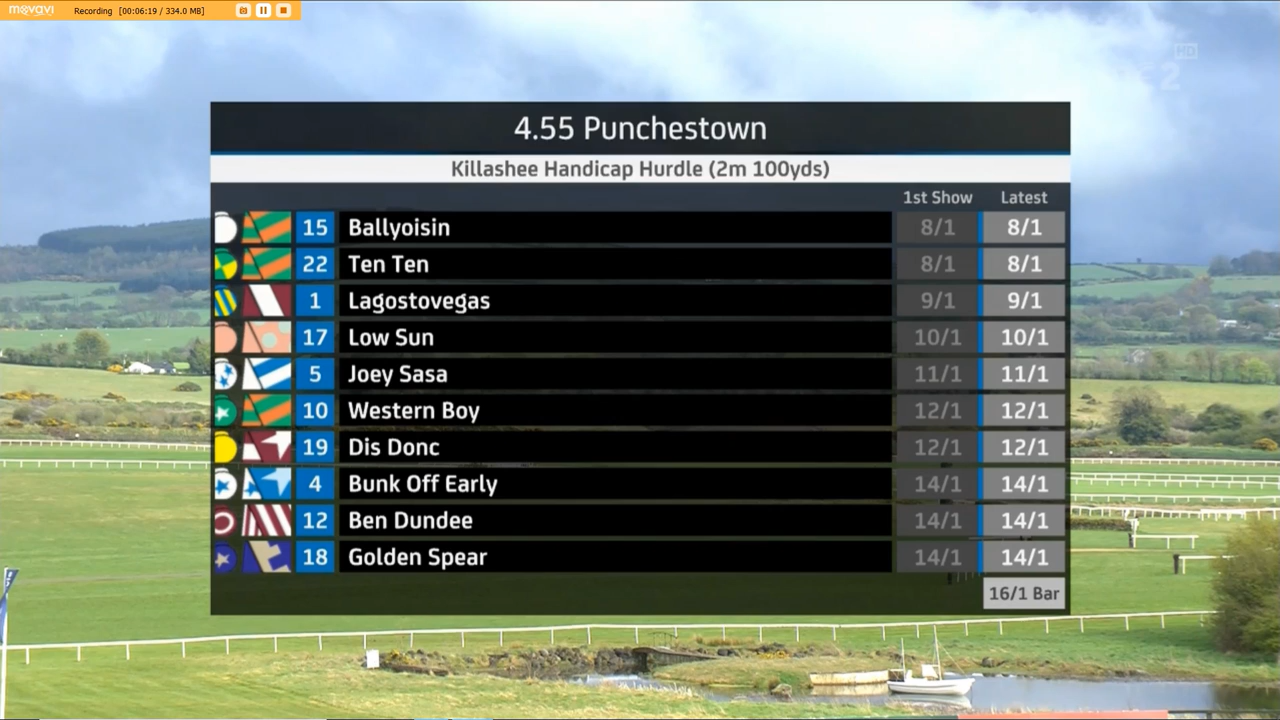 movavi Recording [00:06:19 / 334.0 MB]
HD
2
4.55 Punchestown
Killashee Handicap Hurdle (2m 100yds)
1st Show Latest
15 Ballyoisin 8/1 8/1
22 Ten Ten 8/1 8/1
1 Lagostovegas 9/1 9/1
17 Low Sun 10/1 10/1
5 Joey Sasa 11/1 11/1
10 Western Boy 12/1 12/1
19 Dis Donc 12/1 12/1
4 Bunk Off Early 14/1 14/1
12 Ben Dundee 14/1 14/1
18 Golden Spear 14/1 14/1
16/1 Bar